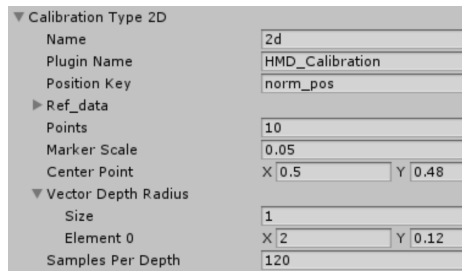 Calibration Type 2D
Name 2d
Plugin Name HMD_Calibration
Position Key norm_pos
Ref_data
Points 10
Marker Scale 0.05
Center Point X 0.5 Y 0.48
Vector Depth Radius
Size 1
Element 0 X 2 Y 0.12
Samples Per Depth 120